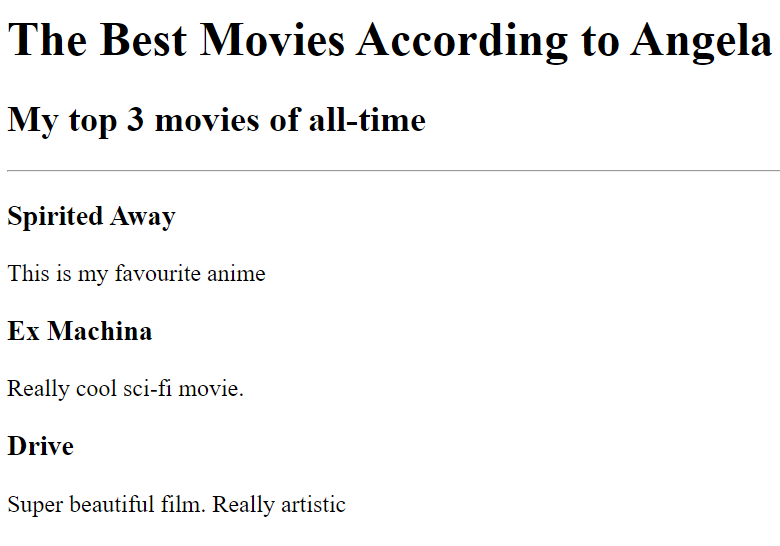 The Best Movies According to Angela
My top 3 movies of all-time
Spirited Away
This is my favourite anime
Ex Machina
Really cool sci-fi movie.
Drive
Super beautiful film. Really artistic